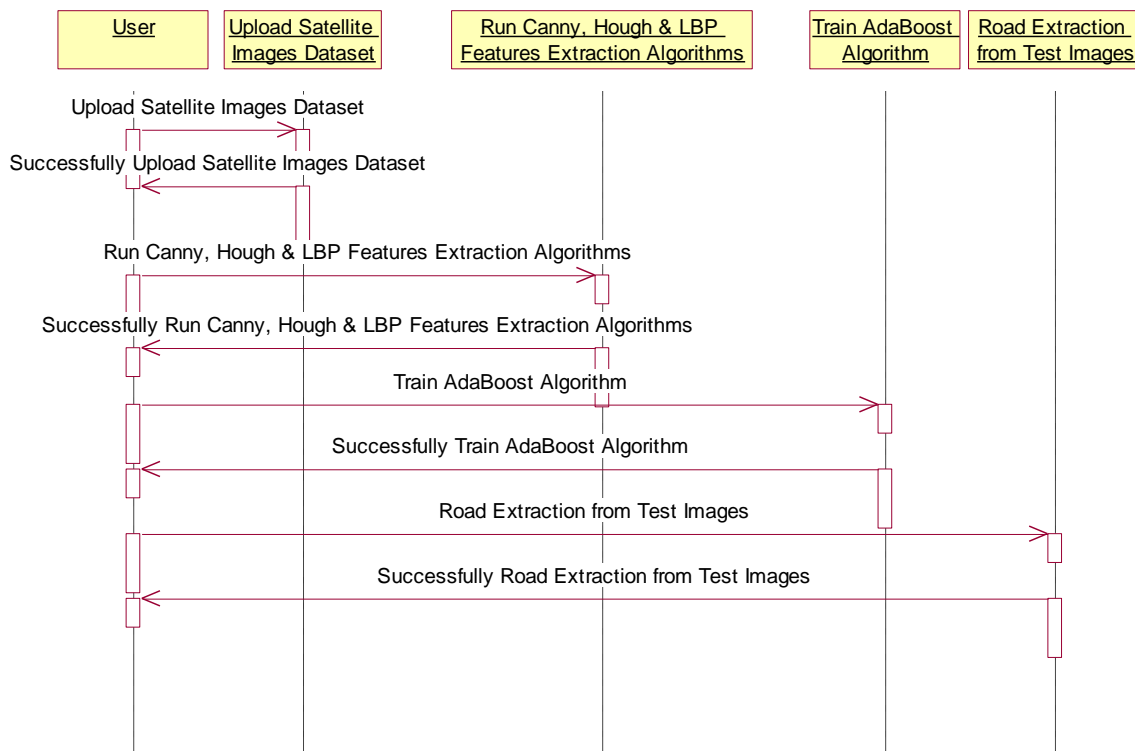 User
Upload Satellite
Images Dataset
Run Canny, Hough & LBP
Features Extraction Algorithms
Train AdaBoost
Algorithm
Road Extraction
from Test Images
Upload Satellite Images Dataset
Successfully Upload Satellite Images Dataset
Run Canny, Hough & LBP Features Extraction Algorithms
Successfully Run Canny, Hough & LBP Features Extraction Algorithms
Train AdaBoost Algorithm
Successfully Train AdaBoost Algorithm
Road Extraction from Test Images
Successfully Road Extraction from Test Images